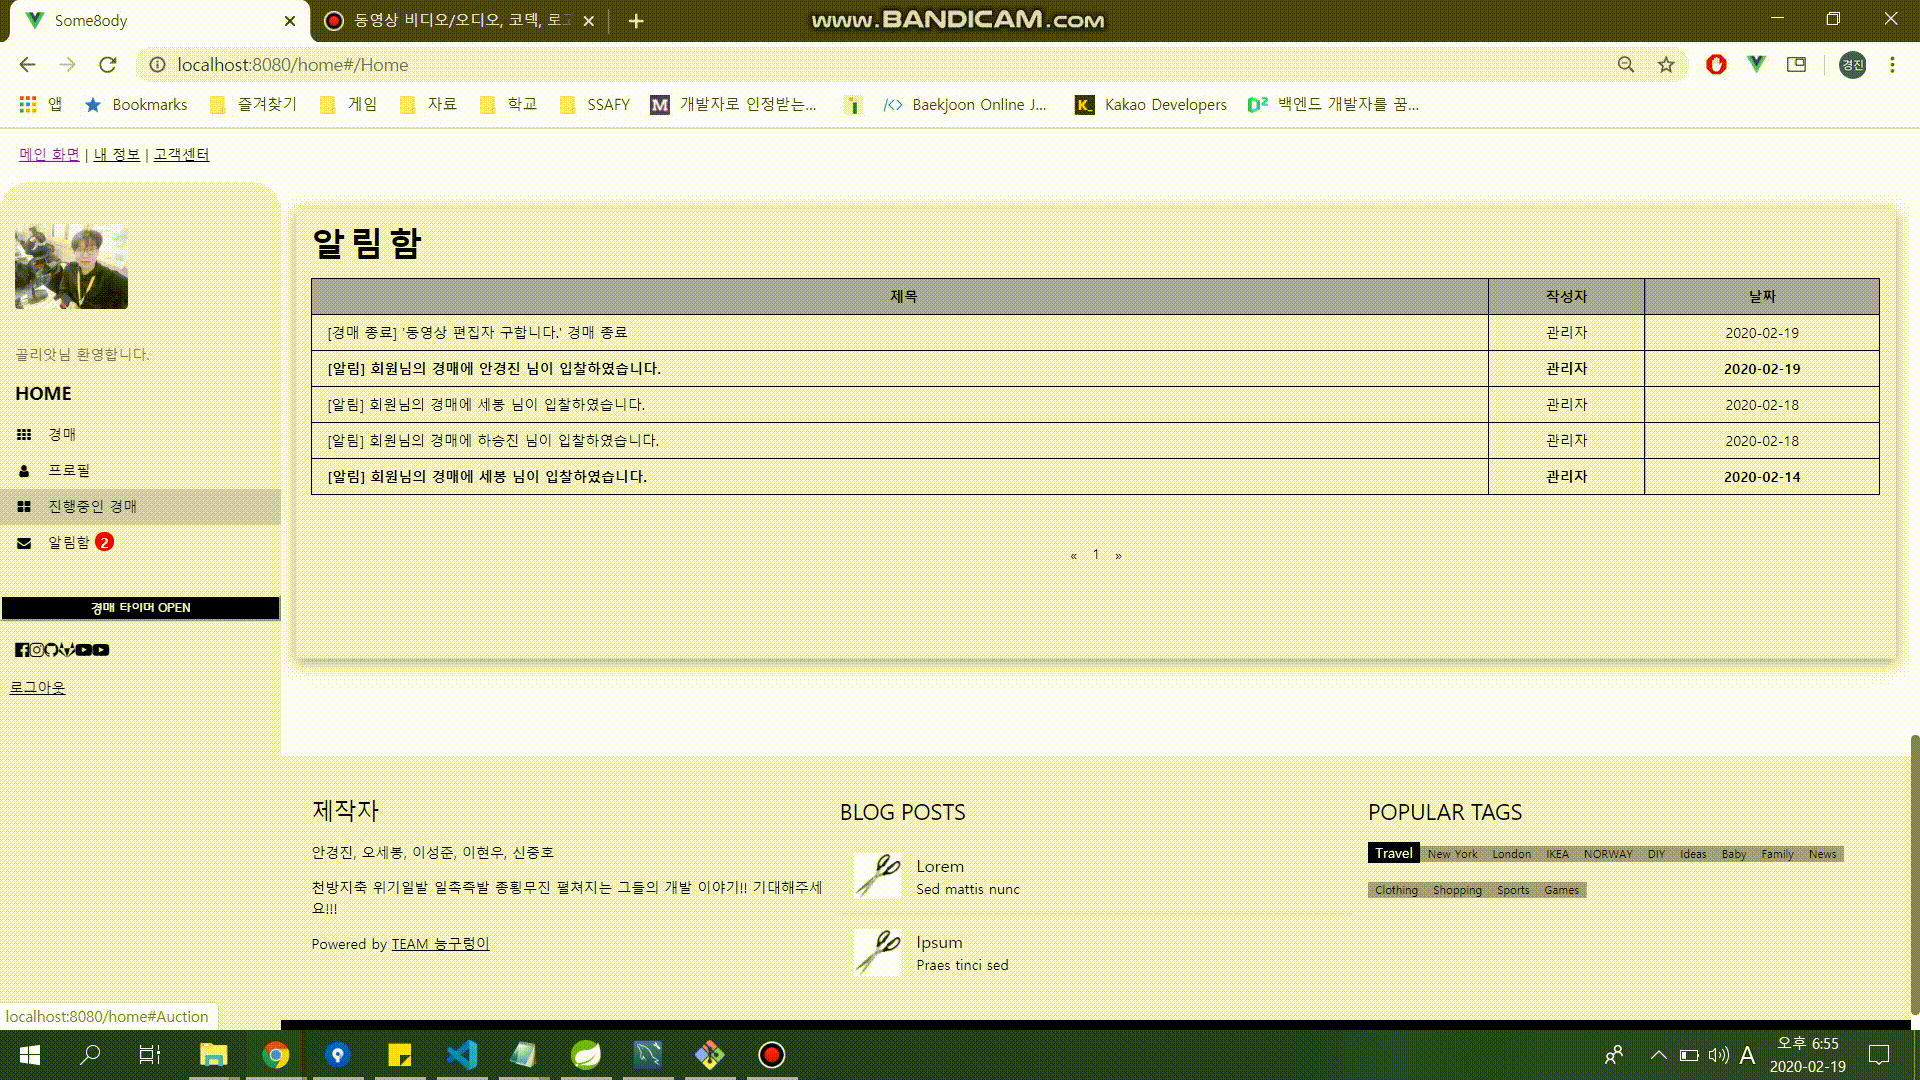 Some8ody
동영상 비디오/오디오, 코덱, 로그
www.BANDICAM.com
localhost:8080/home#/Home
경진
앱
Bookmarks
즐겨찾기
게임
자료
학교
SSAFY
개발자로 인정받는...
Baekjoon Online J...
Kakao Developers
백엔드 개발자를 꿈...
메인 화면 | 내 정보 | 고객센터
골리앗님 환영합니다.
HOME
경매
프로필
진행중인 경매
알림함 2
경매 타이머 OPEN
로그아웃
알 림 함
제목 작성자 날짜
[경매 종료] '동영상 편집자 구합니다.' 경매 종료 관리자 2020-02-19
[알림] 회원님의 경매에 안경진 님이 입찰하였습니다. 관리자 2020-02-19
[알림] 회원님의 경매에 세봉 님이 입찰하였습니다. 관리자 2020-02-18
[알림] 회원님의 경매에 하승진 님이 입찰하였습니다. 관리자 2020-02-18
[알림] 회원님의 경매에 세봉 님이 입찰하였습니다. 관리자 2020-02-14
« 1 »
제작자
안경진, 오세봉, 이성준, 이현우, 신중호
천방지축 위기일발 일촉즉발 종횡무진 펼쳐지는 그들의 개발 이야기!! 기대해주세
요!!!
Powered by TEAM 능구렁이
BLOG POSTS
Lorem
Sed mattis nunc
Ipsum
Praes tinci sed
POPULAR TAGS
Travel New York London IKEA NORWAY DIY Ideas Baby Family News
Clothing Shopping Sports Games
localhost:8080/home#Auction
A
오후 6:55
2020-02-19